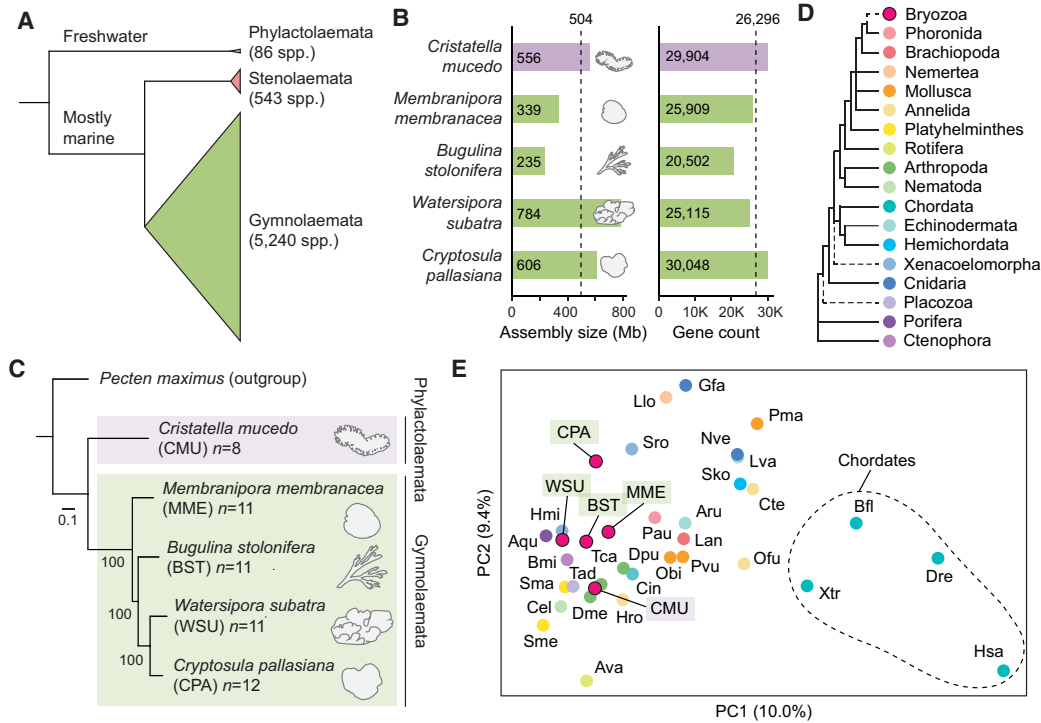 A
Freshwater
Phylactolaemata
(86 spp.)
Stenolaemata
(543 spp.)
Mostly
marine
Gymnolaemata
(5,240 spp.)
B
504
26,296
Cristatella
mucedo
556
29,904
Membranipora
membranacea
339
25,909
Bugulina
stolonifera
235
20,502
Watersipora
subatra
784
25,115
Cryptosula
pallasiana
606
30,048
0 400 800
0 10K 20K 30K
Assembly size (Mb)
Gene count
C
Pecten maximus (outgroup)
Cristatella mucedo
(CMU) n=8
Phylactolaemata
0.1
Membranipora membranacea
(MME) n=11
100
Bugulina stolonifera
(BST) n=11
100
Watersipora subatra
(WSU) n=11
100
Cryptosula pallasiana
(CPA) n=12
Gymnolaemata
D
Bryozoa
Phoronida
Brachiopoda
Nemertea
Mollusca
Annelida
Platyhelminthes
Rotifera
Arthropoda
Nematoda
Chordata
Echinodermata
Hemichordata
Xenacoelomorpha
Cnidaria
Placozoa
Porifera
Ctenophora
E
Gfa
Llo
Pma
CPA
Sro
Nve
Lva
Chordates
WSU
BST
MME
Sko
Cte
Bfl
Hmi
Aqu
Pau
Aru
Lan
Bmi
Tca
Dpu
Obi
Pvu
Ofu
Dre
Sma
Tad
Cin
Xtr
Cel
Dme
Hro
CMU
Sme
Hsa
Ava
PC2 (9.4%)
PC1 (10.0%)